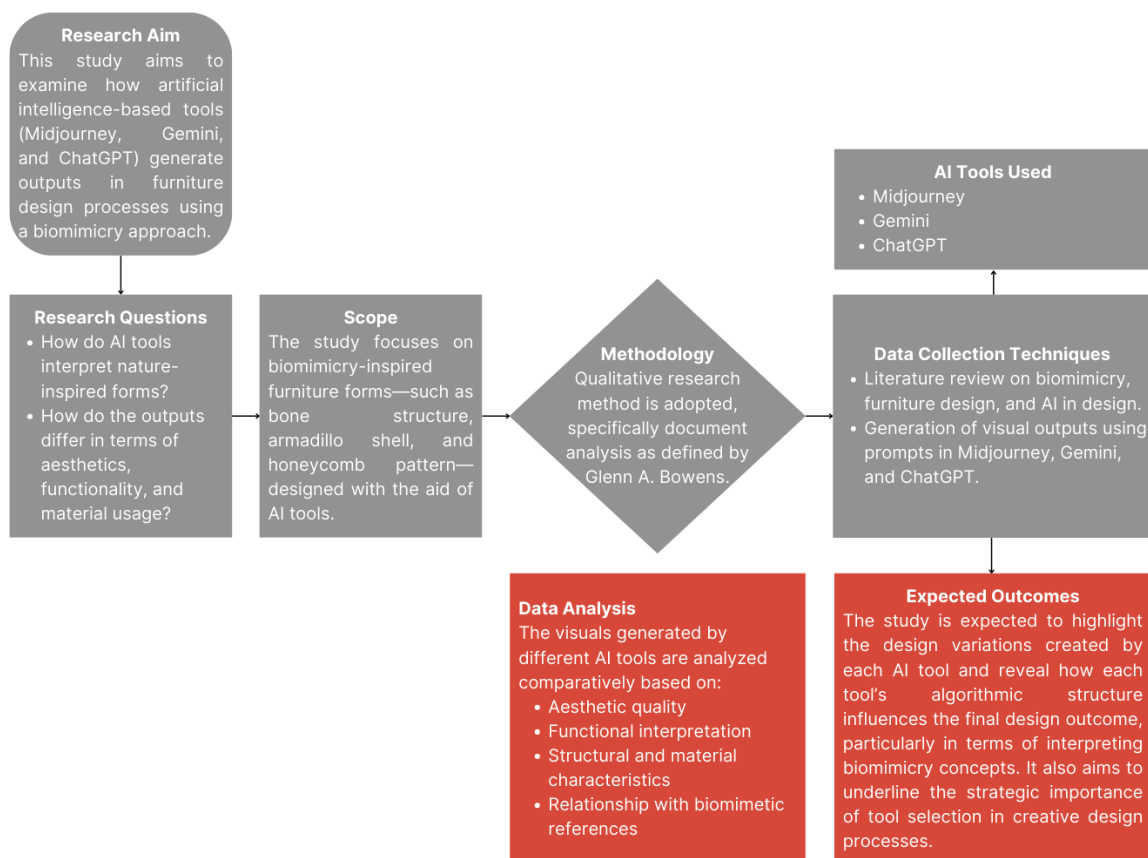 Research Aim
This study aims to
examine how artificial
intelligence-based tools
(Midjourney, Gemini,
and ChatGPT) generate
outputs in furniture
design processes using
a biomimicry approach.
Research Questions
• How do AI tools
interpret nature-
inspired forms?
• How do the outputs
differ in terms of
aesthetics,
functionality, and
material usage?
Scope
The study focuses on
biomimicry-inspired
furniture forms—such as
bone structure,
armadillo shell, and
honeycomb pattern—
designed with the aid of
AI tools.
Methodology
Qualitative research
method is adopted,
specifically document
analysis as defined by
Glenn A. Bowens.
AI Tools Used
• Midjourney
• Gemini
• ChatGPT
Data Collection Techniques
• Literature review on biomimicry,
furniture design, and AI in design.
• Generation of visual outputs using
prompts in Midjourney, Gemini,
and ChatGPT.
Data Analysis
The visuals generated by
different AI tools are analyzed
comparatively based on:
• Aesthetic quality
• Functional interpretation
• Structural and material
characteristics
• Relationship with biomimetic
references
Expected Outcomes
The study is expected to highlight
the design variations created by
each AI tool and reveal how each
tool's algorithmic structure
influences the final design outcome,
particularly in terms of interpreting
biomimicry concepts. It also aims to
underline the strategic importance
of tool selection in creative design
processes.